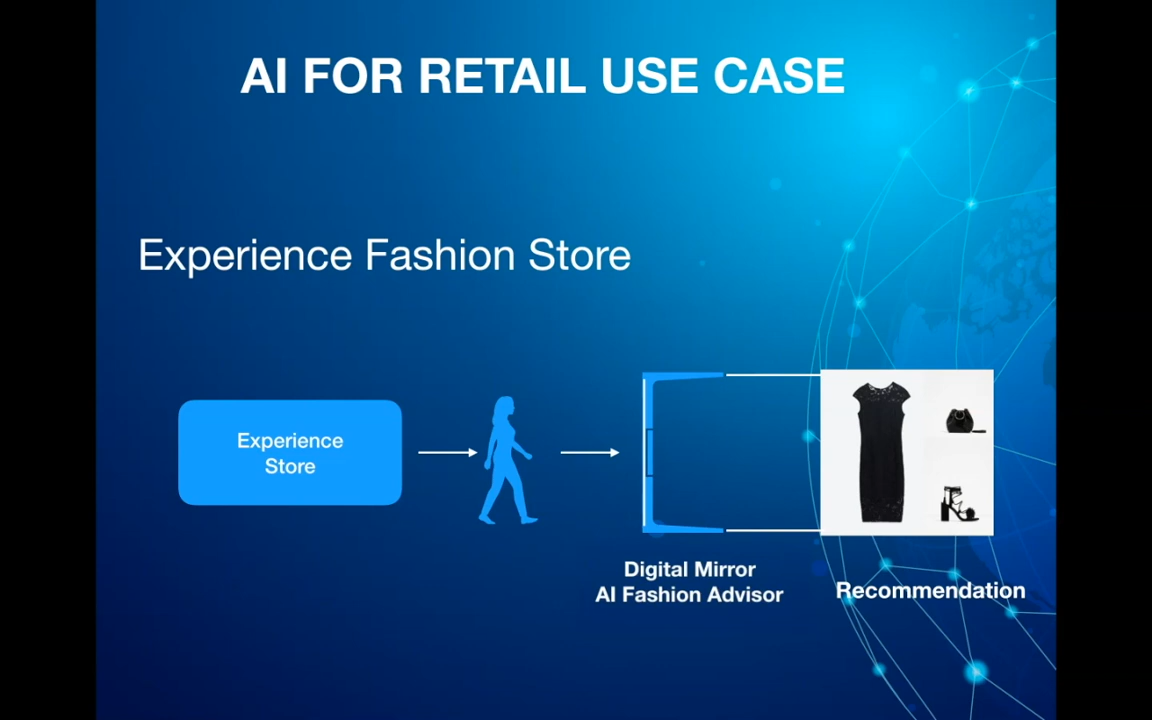 AI FOR RETAIL USE CASE
Experience Fashion Store
Experience
Store
Digital Mirror
AI Fashion Advisor
Recommendation